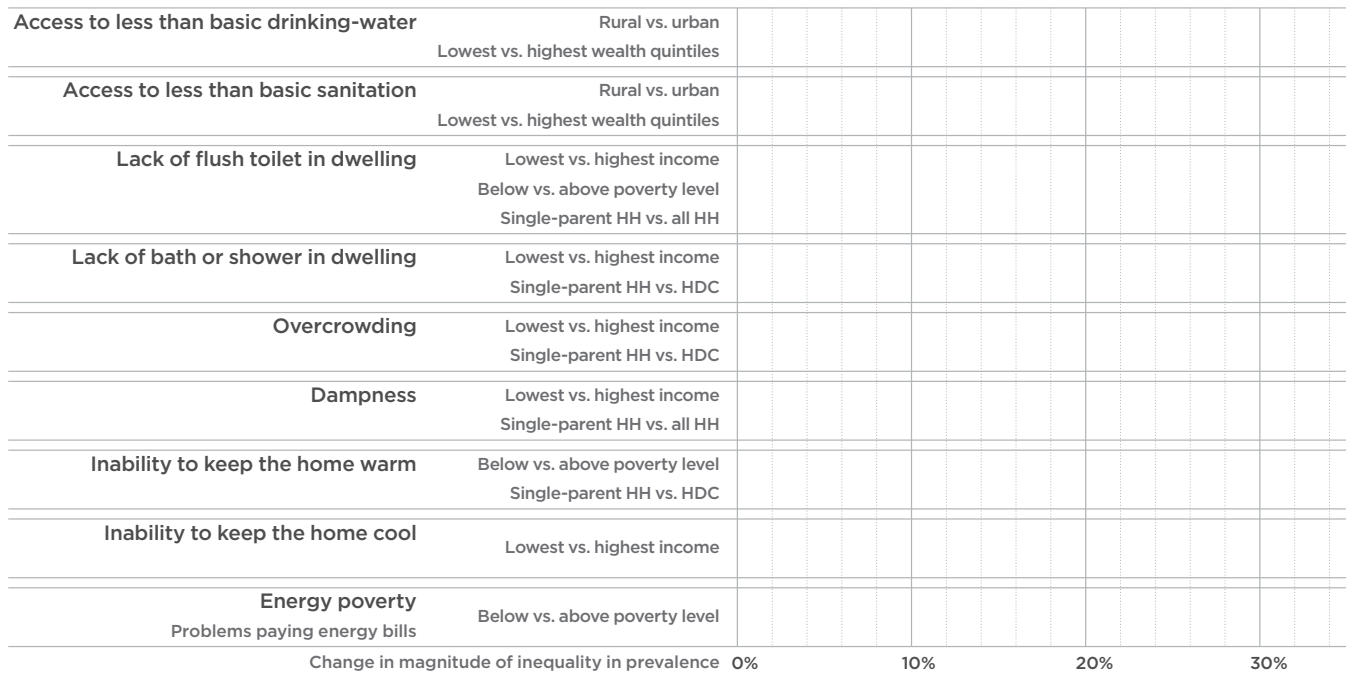 Access to less than basic drinking-water Rural vs. urban
Lowest vs. highest wealth quintiles
Access to less than basic sanitation Rural vs. urban
Lowest vs. highest wealth quintiles
Lack of flush toilet in dwelling Lowest vs. highest income
Below vs. above poverty level
Single-parent HH vs. all HH
Lack of bath or shower in dwelling Lowest vs. highest income
Single-parent HH vs. HDC
Overcrowding Lowest vs. highest income
Single-parent HH vs. HDC
Dampness Lowest vs. highest income
Single-parent HH vs. all HH
Inability to keep the home warm Below vs. above poverty level
Single-parent HH vs. HDC
Inability to keep the home cool
Lowest vs. highest income
Energy poverty
Below vs. above poverty level
Problems paying energy bills
Change in magnitude of inequality in prevalence 0% 10% 20% 30%